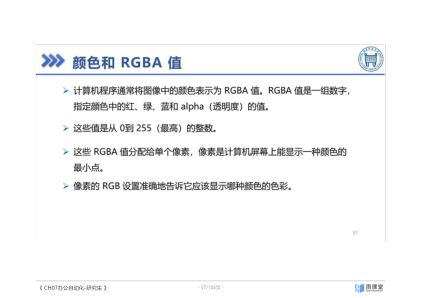 颜色和 RGBA 值
计算机程序通常将图像中的颜色表示为 RGBA 值。RGBA 值是一组数字，
指定颜色中的红、绿、蓝和 alpha（透明度）的值。
这些值是从 0到 255（最高）的整数。
这些 RGBA 值分配给单个像素，像素是计算机屏幕上能显示一种颜色的
最小点。
像素的 RGB 设置准确地告诉它应该显示哪种颜色的色彩。
《 CH07办公自动化-研究生 》
雨课堂